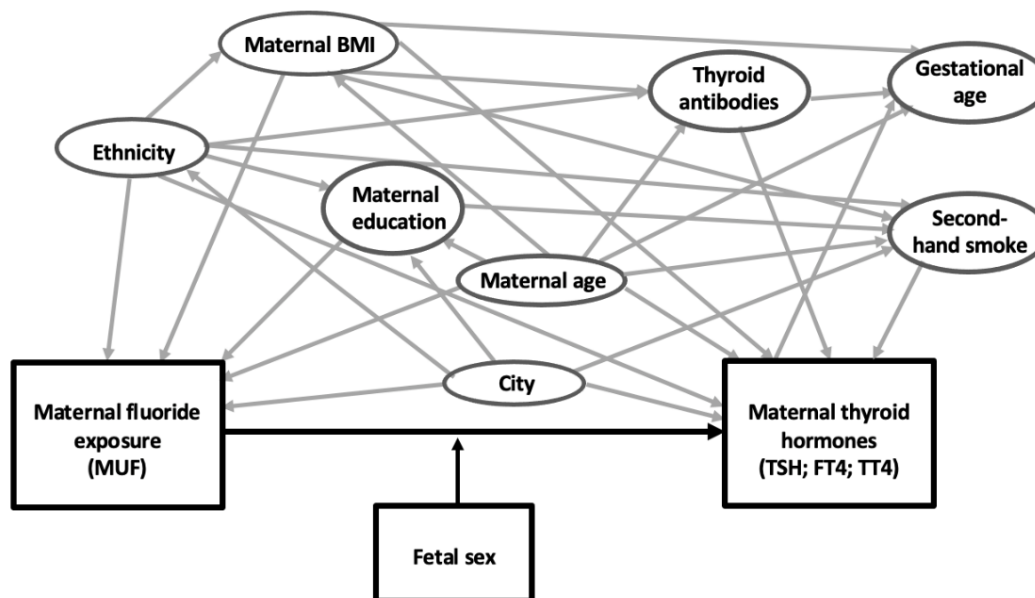 Maternal BMI
Thyroid
antibodies
Gestational
age
Ethnicity
Maternal
education
Second-
hand smoke
Maternal age
City
Maternal fluoride
exposure
(MUF)
Maternal thyroid
hormones
(TSH; FT4; TT4)
Fetal sex